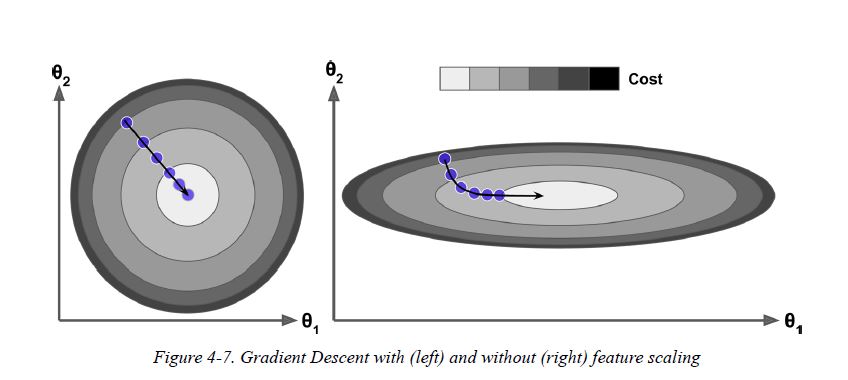 θ2
θ2
Cost
θ1
θ1
Figure 4-7. Gradient Descent with (left) and without (right) feature scaling